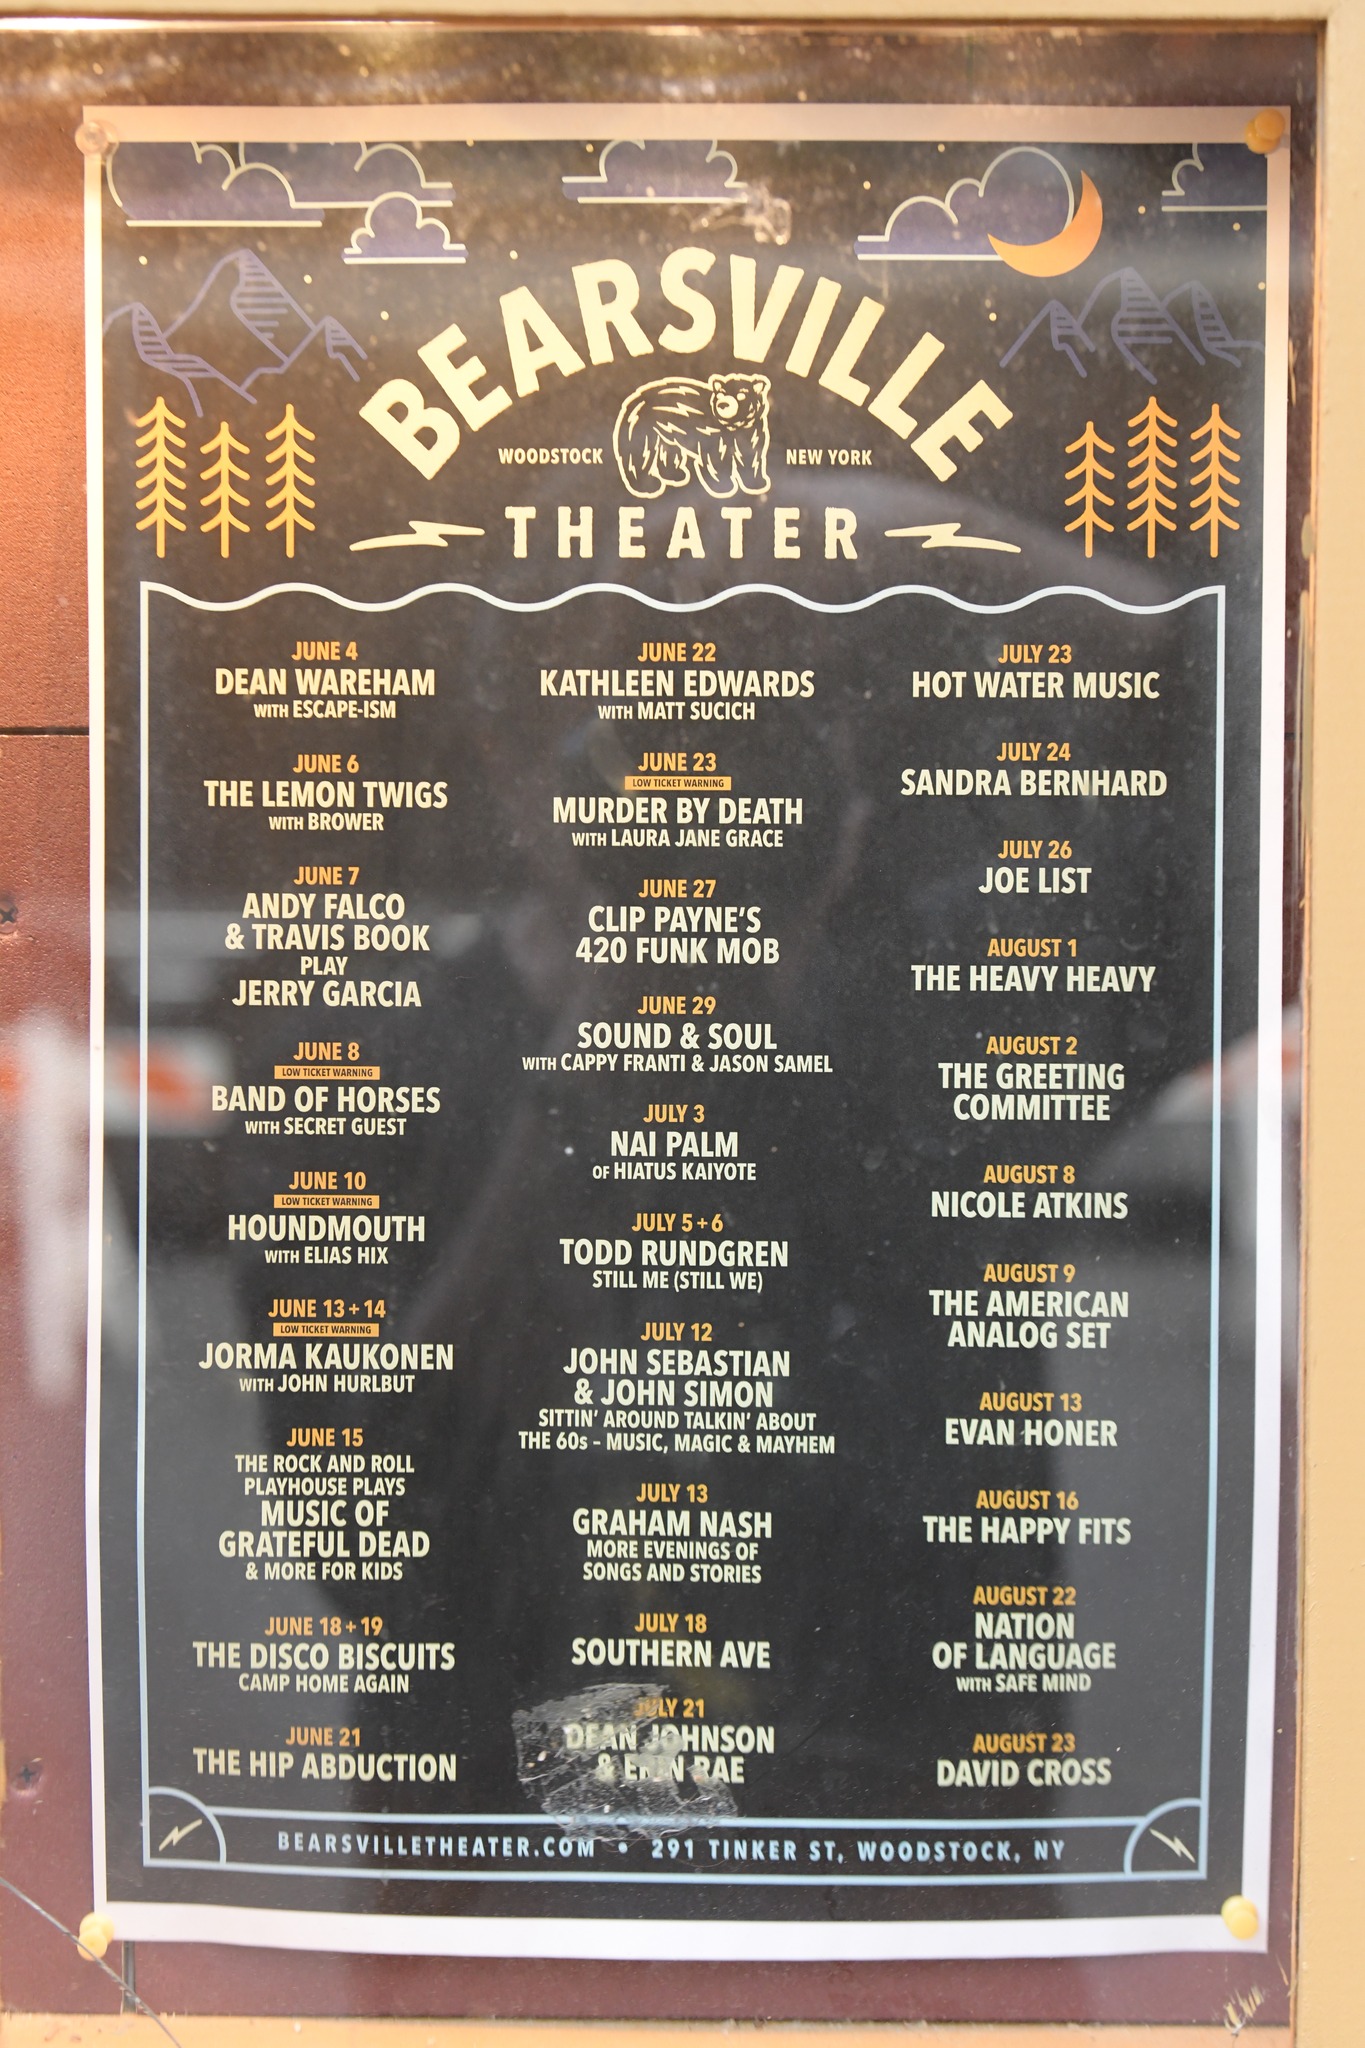 BEARSVILLE
WOODSTOCK NEW YORK
THEATER
JUNE 4
DEAN WAREHAM
WITH ESCAPE-ISM
JUNE 6
THE LEMON TWIGS
WITH BROWER
JUNE 7
ANDY FALCO
& TRAVIS BOOK
PLAY
JERRY GARCIA
JUNE 8
LOW TICKET WARNING
BAND OF HORSES
WITH SECRET GUEST
JUNE 10
LOW TICKET WARNING
HOUNDMOUTH
WITH ELIAS HIX
JUNE 13 + 14
LOW TICKET WARNING
JORMA KAUKONEN
WITH JOHN HURLBUT
JUNE 15
THE ROCK AND ROLL
PLAYHOUSE PLAYS
MUSIC OF
GRATEFUL DEAD
& MORE FOR KIDS
JUNE 18 + 19
THE DISCO BISCUITS
CAMP HOME AGAIN
JUNE 21
THE HIP ABDUCTION
JUNE 22
KATHLEEN EDWARDS
WITH MATT SUCICH
JUNE 23
LOW TICKET WARNING
MURDER BY DEATH
WITH LAURA JANE GRACE
JUNE 27
CLIP PAYNE'S
420 FUNK MOB
JUNE 29
SOUND & SOUL
WITH CAPPY FRANTI & JASON SAMEL
JULY 3
NAI PALM
OF HIATUS KAIYOTE
JULY 5 + 6
TODD RUNDGREN
STILL ME (STILL WE)
JULY 12
JOHN SEBASTIAN
& JOHN SIMON
SITTIN' AROUND TALKIN' ABOUT
THE 60s – MUSIC, MAGIC & MAYHEM
JULY 13
GRAHAM NASH
MORE EVENINGS OF
SONGS AND STORIES
JULY 18
SOUTHERN AVE
JULY 21
DEAN JOHNSON
& ERIN RAE
JULY 23
HOT WATER MUSIC
JULY 24
SANDRA BERNHARD
JULY 26
JOE LIST
AUGUST 1
THE HEAVY HEAVY
AUGUST 2
THE GREETING
COMMITTEE
AUGUST 8
NICOLE ATKINS
AUGUST 9
THE AMERICAN
ANALOG SET
AUGUST 13
EVAN HONER
AUGUST 16
THE HAPPY FITS
AUGUST 22
NATION
OF LANGUAGE
WITH SAFE MIND
AUGUST 23
DAVID CROSS
BEARSVILLETHEATER.COM • 291 TINKER ST, WOODSTOCK, NY